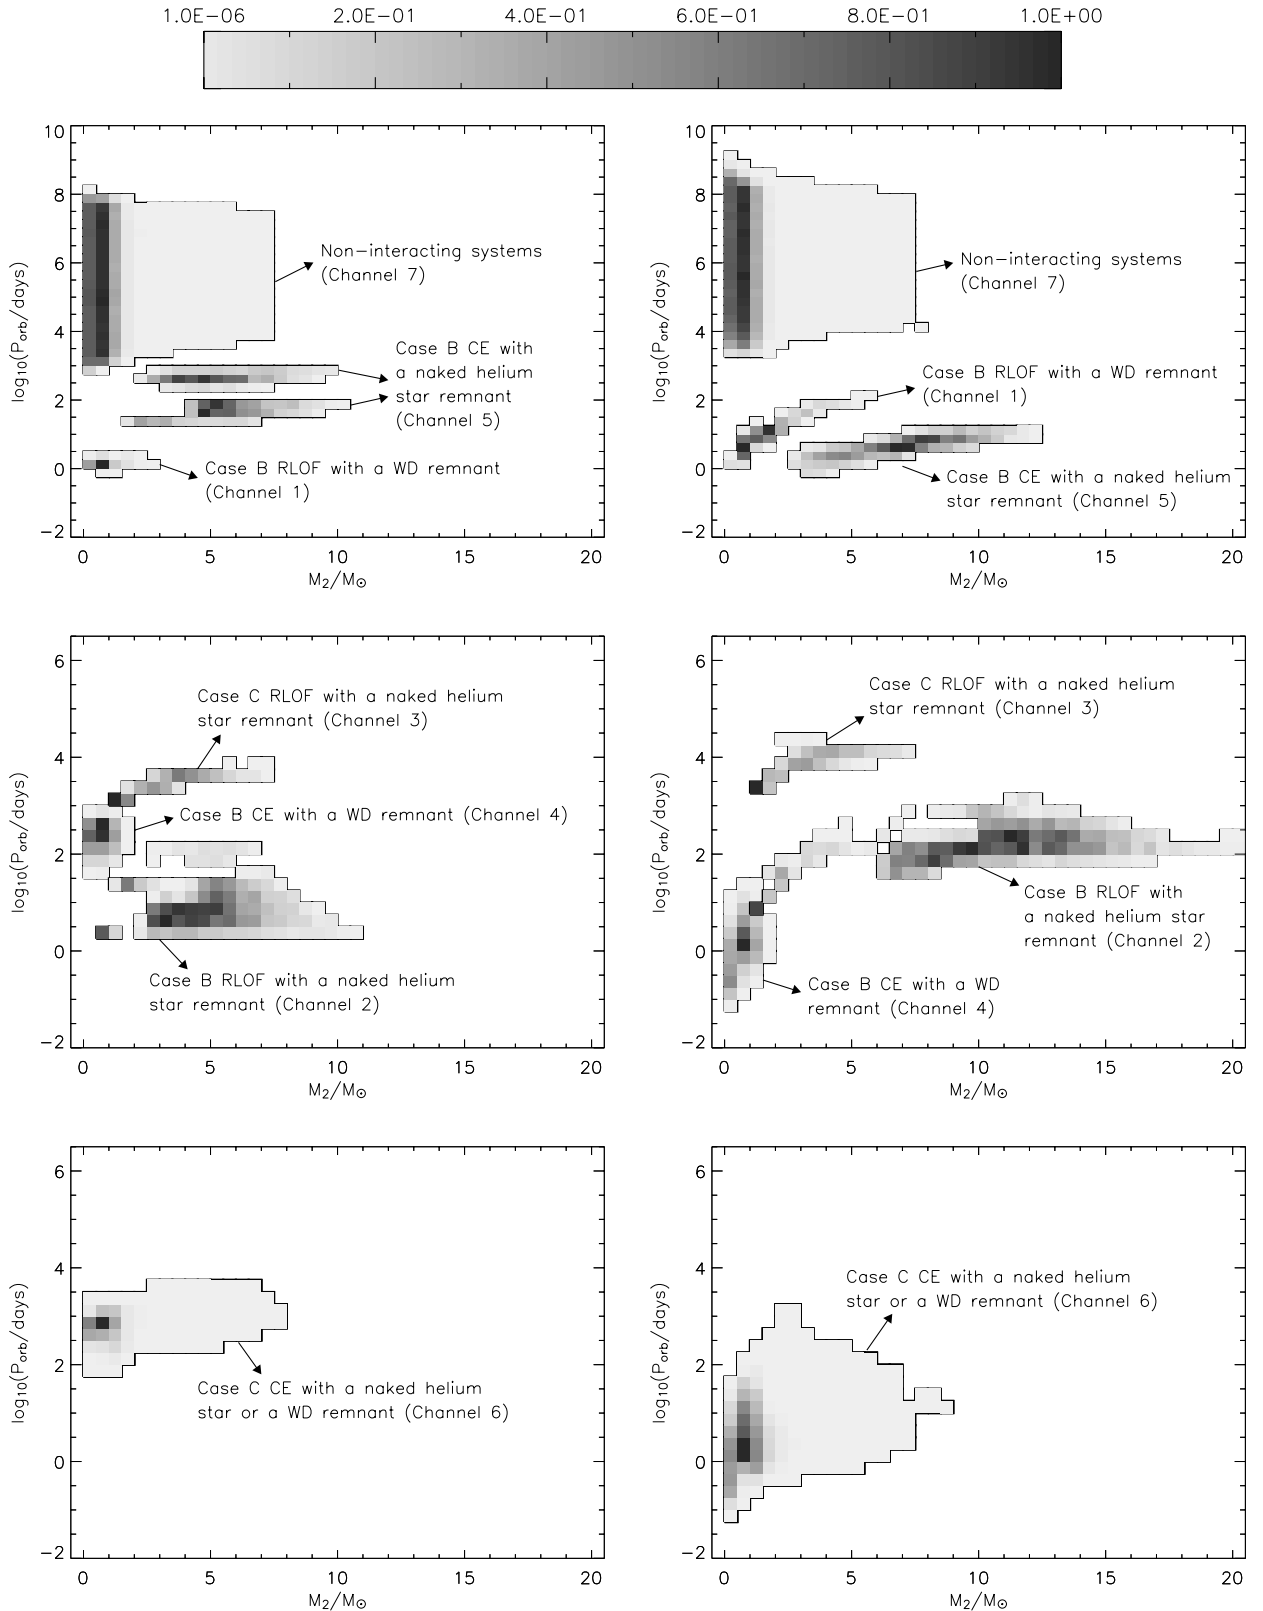 1.0E−06 2.0E−01 4.0E−01 6.0E−01 8.0E−01 1.0E+00
10
8
6
4
2
0
−2
log10(Porb/days)
Non−interacting systems
(Channel 7)
Case B CE with
a naked helium
star remnant
(Channel 5)
Case B RLOF with a WD remnant
(Channel 1)
0 5 10 15 20
M2/M☉
10
8
6
4
2
0
−2
log10(Porb/days)
Non−interacting systems
(Channel 7)
Case B RLOF with a WD remnant
(Channel 1)
Case B CE with a naked helium
star remnant (Channel 5)
0 5 10 15 20
M2/M☉
6
4
2
0
−2
log10(Porb/days)
Case C RLOF with a naked helium
star remnant (Channel 3)
Case B CE with a WD remnant (Channel 4)
Case B RLOF with a naked helium
star remnant (Channel 2)
0 5 10 15 20
M2/M☉
6
4
2
0
−2
log10(Porb/days)
Case C RLOF with a naked helium
star remnant (Channel 3)
Case B RLOF with
a naked helium star
remnant (Channel 2)
Case B CE with a WD
remnant (Channel 4)
0 5 10 15 20
M2/M☉
6
4
2
0
−2
log10(Porb/days)
Case C CE with a naked helium
star or a WD remnant (Channel 6)
0 5 10 15 20
M2/M☉
6
4
2
0
−2
log10(Porb/days)
Case C CE with a naked helium
star or a WD remnant (Channel 6)
0 5 10 15 20
M2/M☉